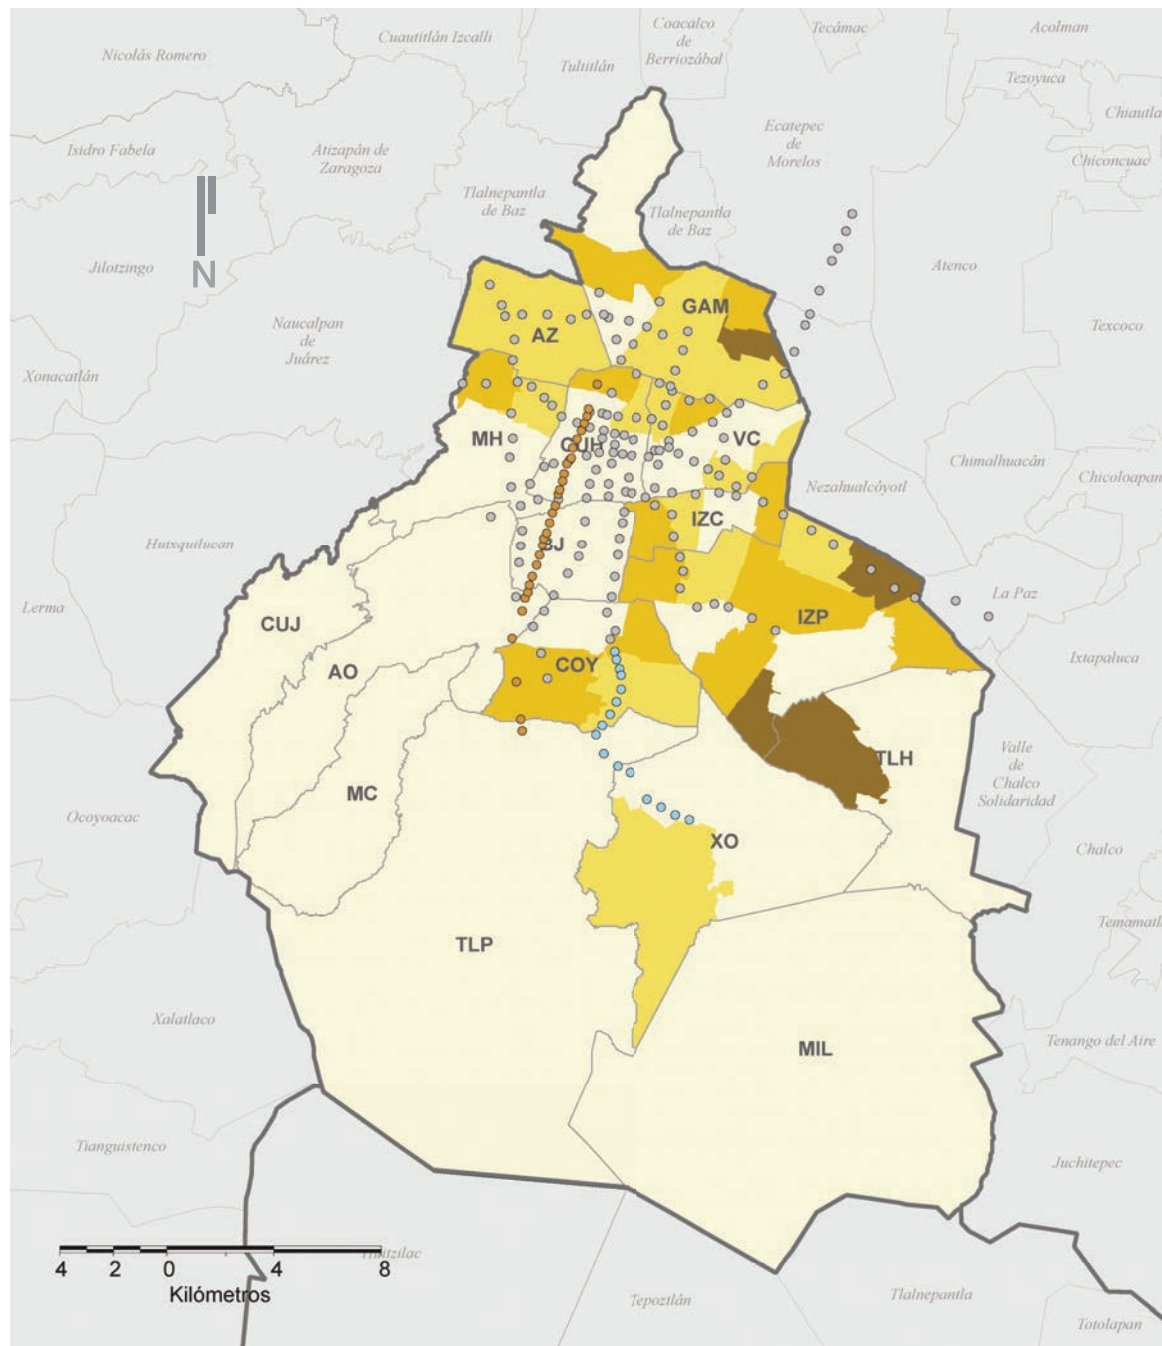 Nicolás Romero
Cuautitlán Izcalli
Coacalco
de
Berriozábal
Tecámac
Acolman
Tultitlán
Tezoyuca
Chiautla
Ecatepec
de
Morelos
Isidro Fabela
Atizapán de
Zaragoza
Chiconcuac
Tlalnepantla
de Baz
Tlalnepantla
de Baz
N
Jilotzingo
Atenco
Naucalpan
de
Juárez
GAM
AZ
Texcoco
Xonacatlán
MH
CUH
VC
Chimalhuacán
Chicoloapan
Nezahualcóyotl
IZC
BJ
Huixquilucan
Lerma
La Paz
CUJ
IZP
AO
COY
Ixtapaluca
TLH
Valle
de
Chalco
Solidaridad
MC
Ocoyoacac
XO
Chalco
TLP
Xalatlaco
MIL
Tenango del Aire
Tianguistenco
Juchitepec
4 2 0 4 8
Kilómetros
Tepoztlán
Tlalnepantla
Totolapan